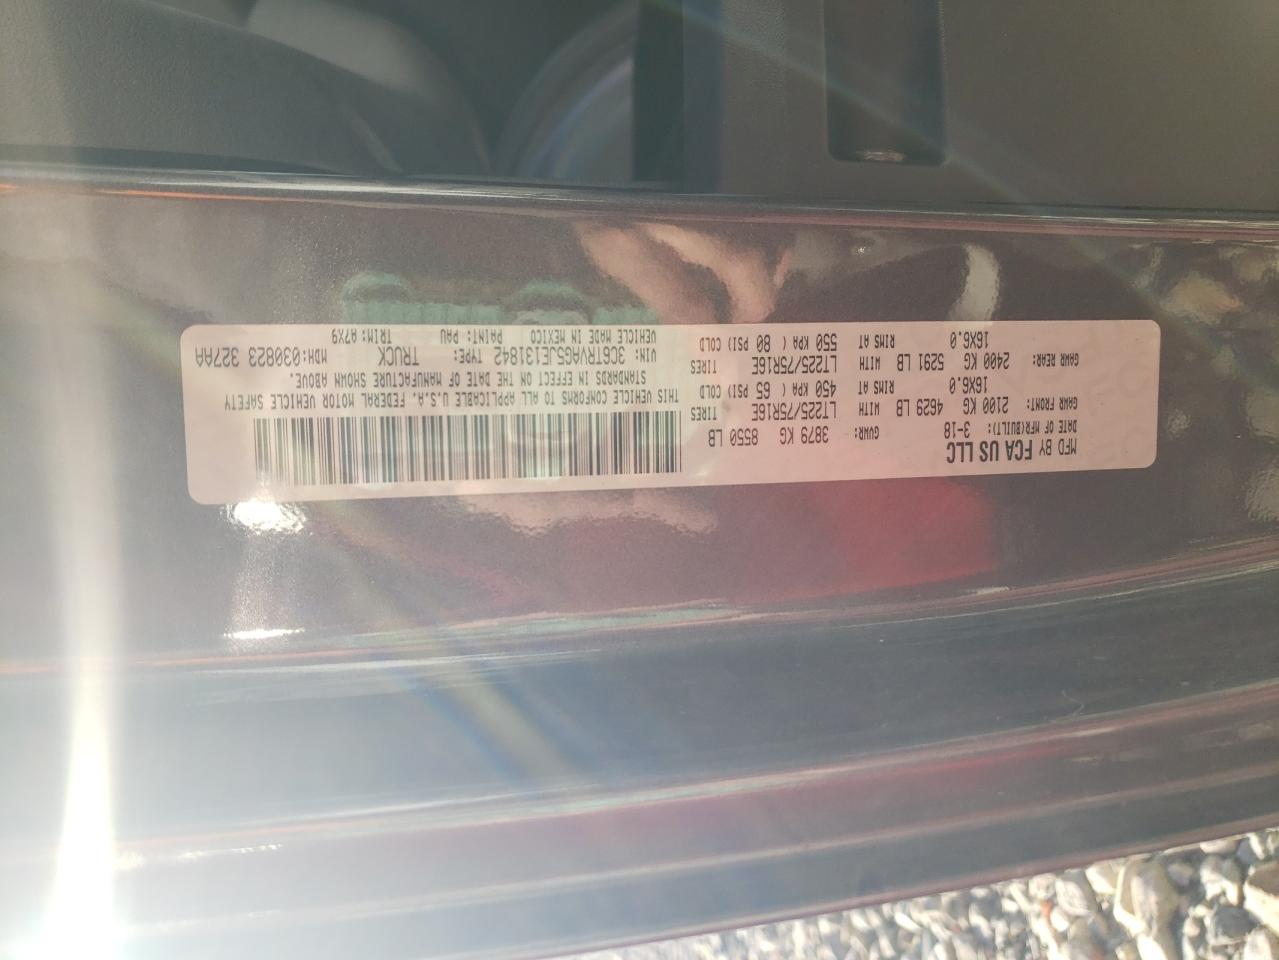 MFD BY FCA US LLC
DATE OF MFR(BUILT): 3-18 GVWR: 3879 KG 8550 LB
GAWR FRONT: WITH TIRES
2100 KG 4629 LB LT225/75R16E
RIMS AT
16X6.0 450 KPA ( 65 PSI) COLD
GAWR REAR: WITH TIRES
2400 KG 5291 LB LT225/75R16E
RIMS AT
16X6.0 550 KPA ( 80 PSI) COLD
THIS VEHICLE CONFORMS TO ALL APPLICABLE U.S.A. FEDERAL MOTOR VEHICLE SAFETY
STANDARDS IN EFFECT ON THE DATE OF MANUFACTURE SHOWN ABOVE.
VIN: 3C6TRVAG5JE131842 TYPE: TRUCK MDH: 030823 327AA
VEHICLE MADE IN MEXICO PAINT: PAU TRIM: A7X9